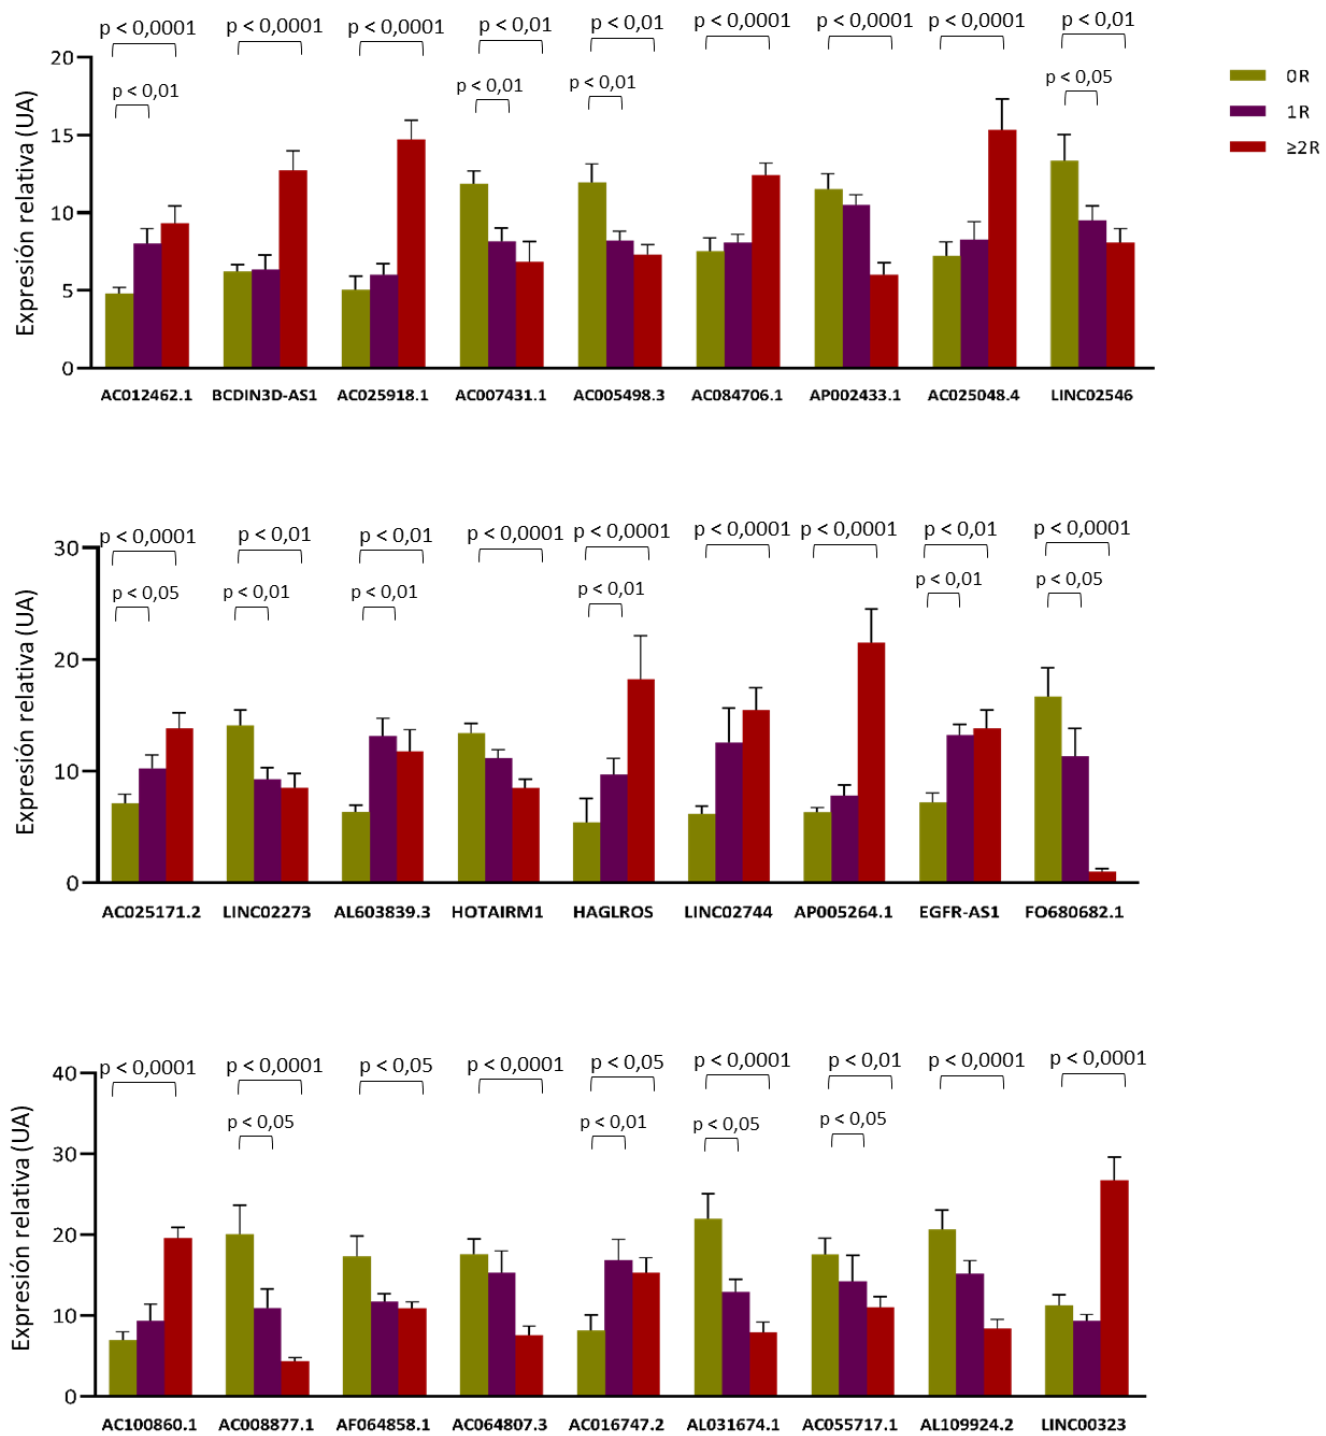 p < 0,0001 p < 0,0001 p < 0,0001 p < 0,01 p < 0,01 p < 0,0001 p < 0,0001 p < 0,0001 p < 0,01
p < 0,01 p < 0,01 p < 0,01 p < 0,05
20
15
10
5
0
Expresión relativa (UA)
0R
1R
≥2R
AC012462.1 BCDIN3D-AS1 AC025918.1 AC007431.1 AC005498.3 AC084706.1 AP002433.1 AC025048.4 LINC02546
p < 0,0001 p < 0,01 p < 0,01 p < 0,0001 p < 0,0001 p < 0,0001 p < 0,0001 p < 0,01 p < 0,0001
p < 0,05 p < 0,01 p < 0,01 p < 0,01 p < 0,01 p < 0,05
30
20
10
0
Expresión relativa (UA)
AC025171.2 LINC02273 AL603839.3 HOTAIRM1 HAGLROS LINC02744 AP005264.1 EGFR-AS1 FO680682.1
p < 0,0001 p < 0,0001 p < 0,05 p < 0,0001 p < 0,05 p < 0,0001 p < 0,01 p < 0,0001 p < 0,0001
p < 0,05 p < 0,01 p < 0,05 p < 0,05
40
30
20
10
0
Expresión relativa (UA)
AC100860.1 AC008877.1 AF064858.1 AC064807.3 AC016747.2 AL031674.1 AC055717.1 AL109924.2 LINC00323